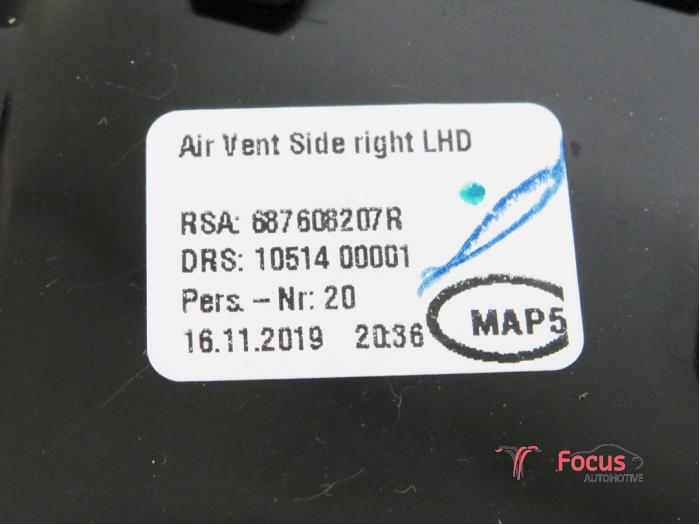 Air Vent Side right LHD
RSA: 687608207R
DRS: 10514 00001
Pers. - Nr: 20
16.11.2019 20:36
MAP5
Focus
AUTOMOTIVE